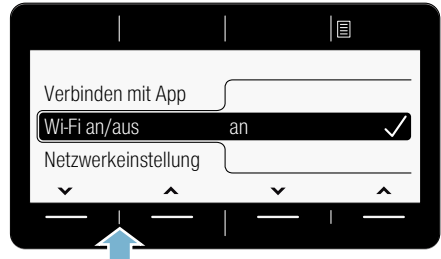 Verbinden mit App
Wi-Fi an/aus an
Netzwerkeinstellung